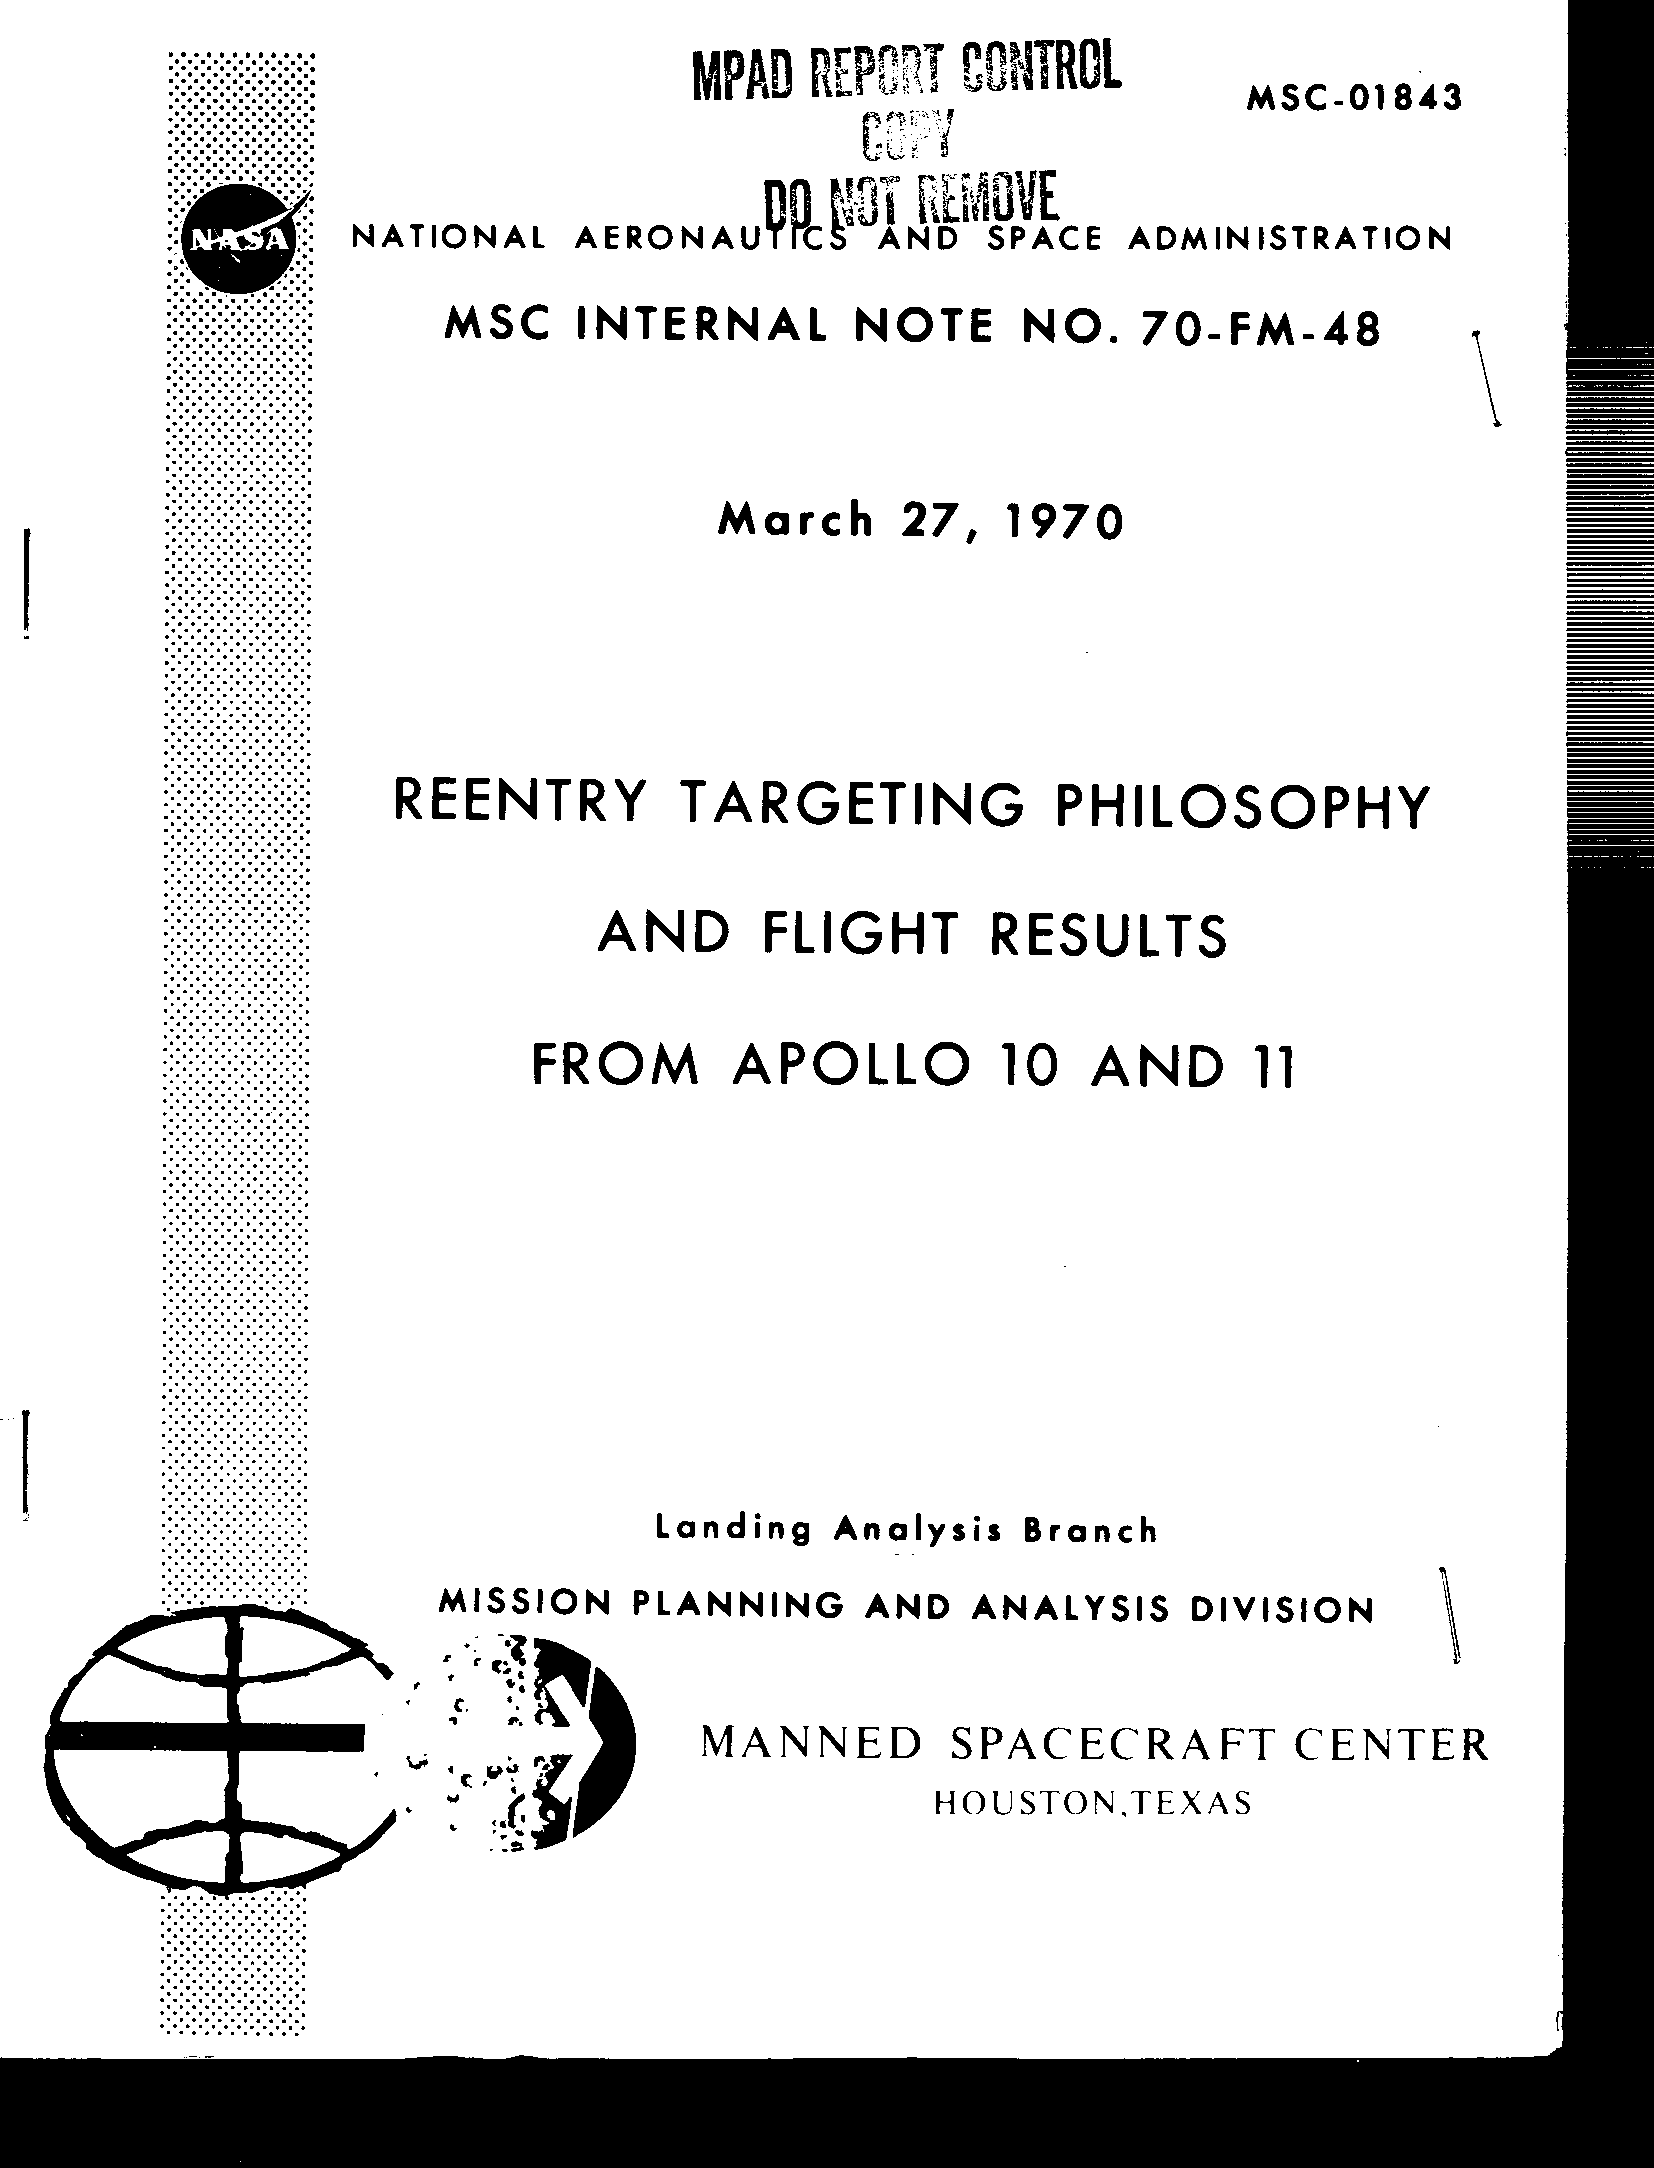 MPAD REPORT CONTROL
COPY
DO NOT REMOVE
MSC-01843
NASA
NATIONAL AERONAUTICS AND SPACE ADMINISTRATION
MSC INTERNAL NOTE NO. 70-FM-48
March 27, 1970
REENTRY TARGETING PHILOSOPHY
AND FLIGHT RESULTS
FROM APOLLO 10 AND 11
Landing Analysis Branch
MISSION PLANNING AND ANALYSIS DIVISION
MANNED SPACECRAFT CENTER
HOUSTON, TEXAS